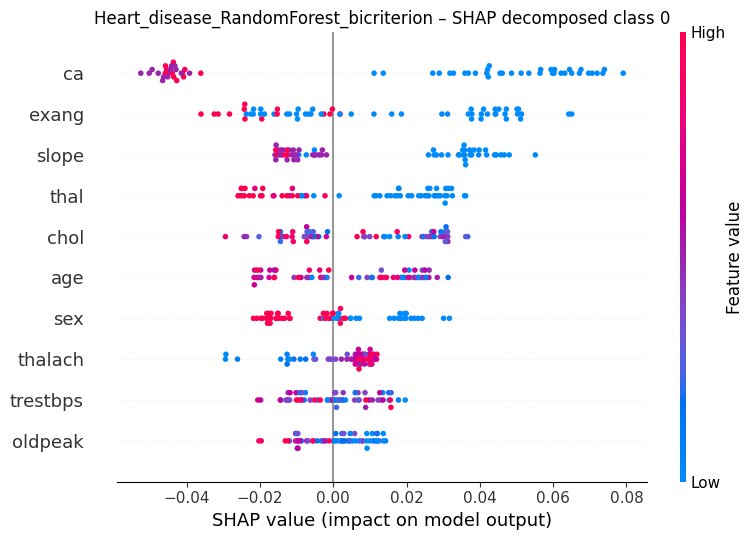 Heart_disease_RandomForest_bicriterion – SHAP decomposed class 0
High
ca
exang
slope
thal
chol
age
sex
thalach
trestbps
oldpeak
Feature value
Low
−0.04 −0.02 0.00 0.02 0.04 0.06 0.08
SHAP value (impact on model output)